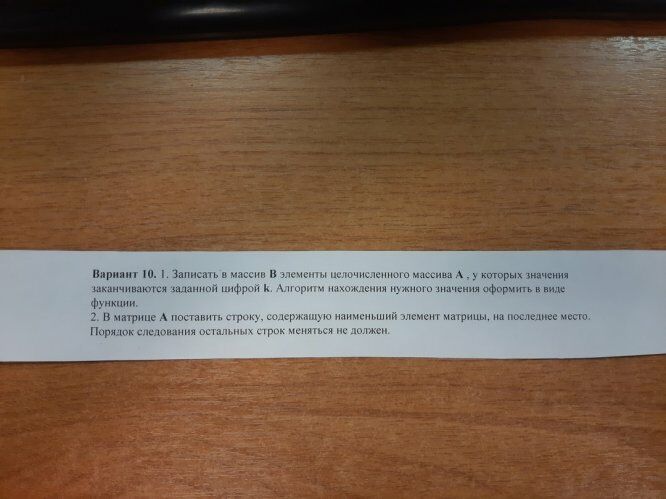 Вариант 10. 1. Записать в массив В элементы целочисленного массива А , у которых значения
заканчиваются заданной цифрой k. Алгоритм нахождения нужного значения оформить в виде
функции.
2. В матрице А поставить строку, содержащую наименьший элемент матрицы, на последнее место.
Порядок следования остальных строк меняться не должен.